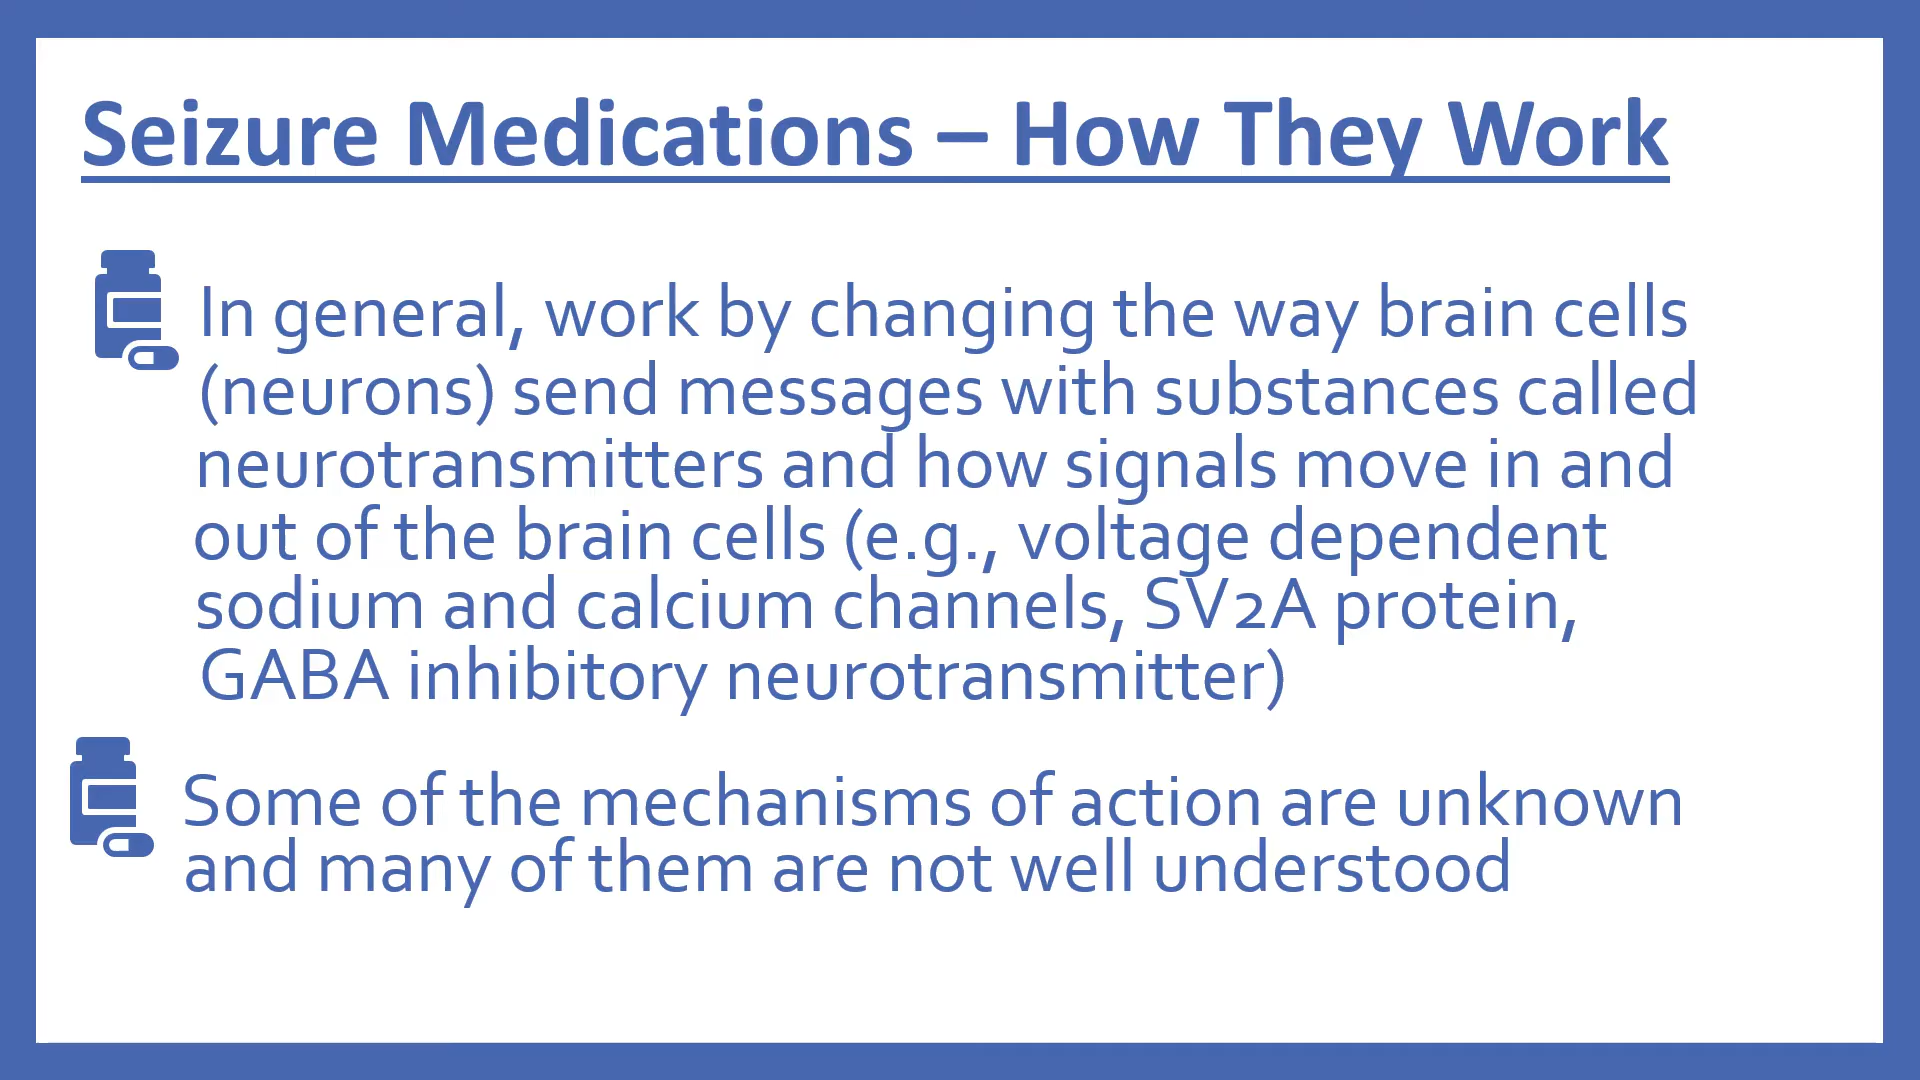 Seizure Medications – How They Work
In general, work by changing the way brain cells
(neurons) send messages with substances called
neurotransmitters and how signals move in and
out of the brain cells (e.g., voltage dependent
sodium and calcium channels, SV2A protein,
GABA inhibitory neurotransmitter)
Some of the mechanisms of action are unknown
and many of them are not well understood